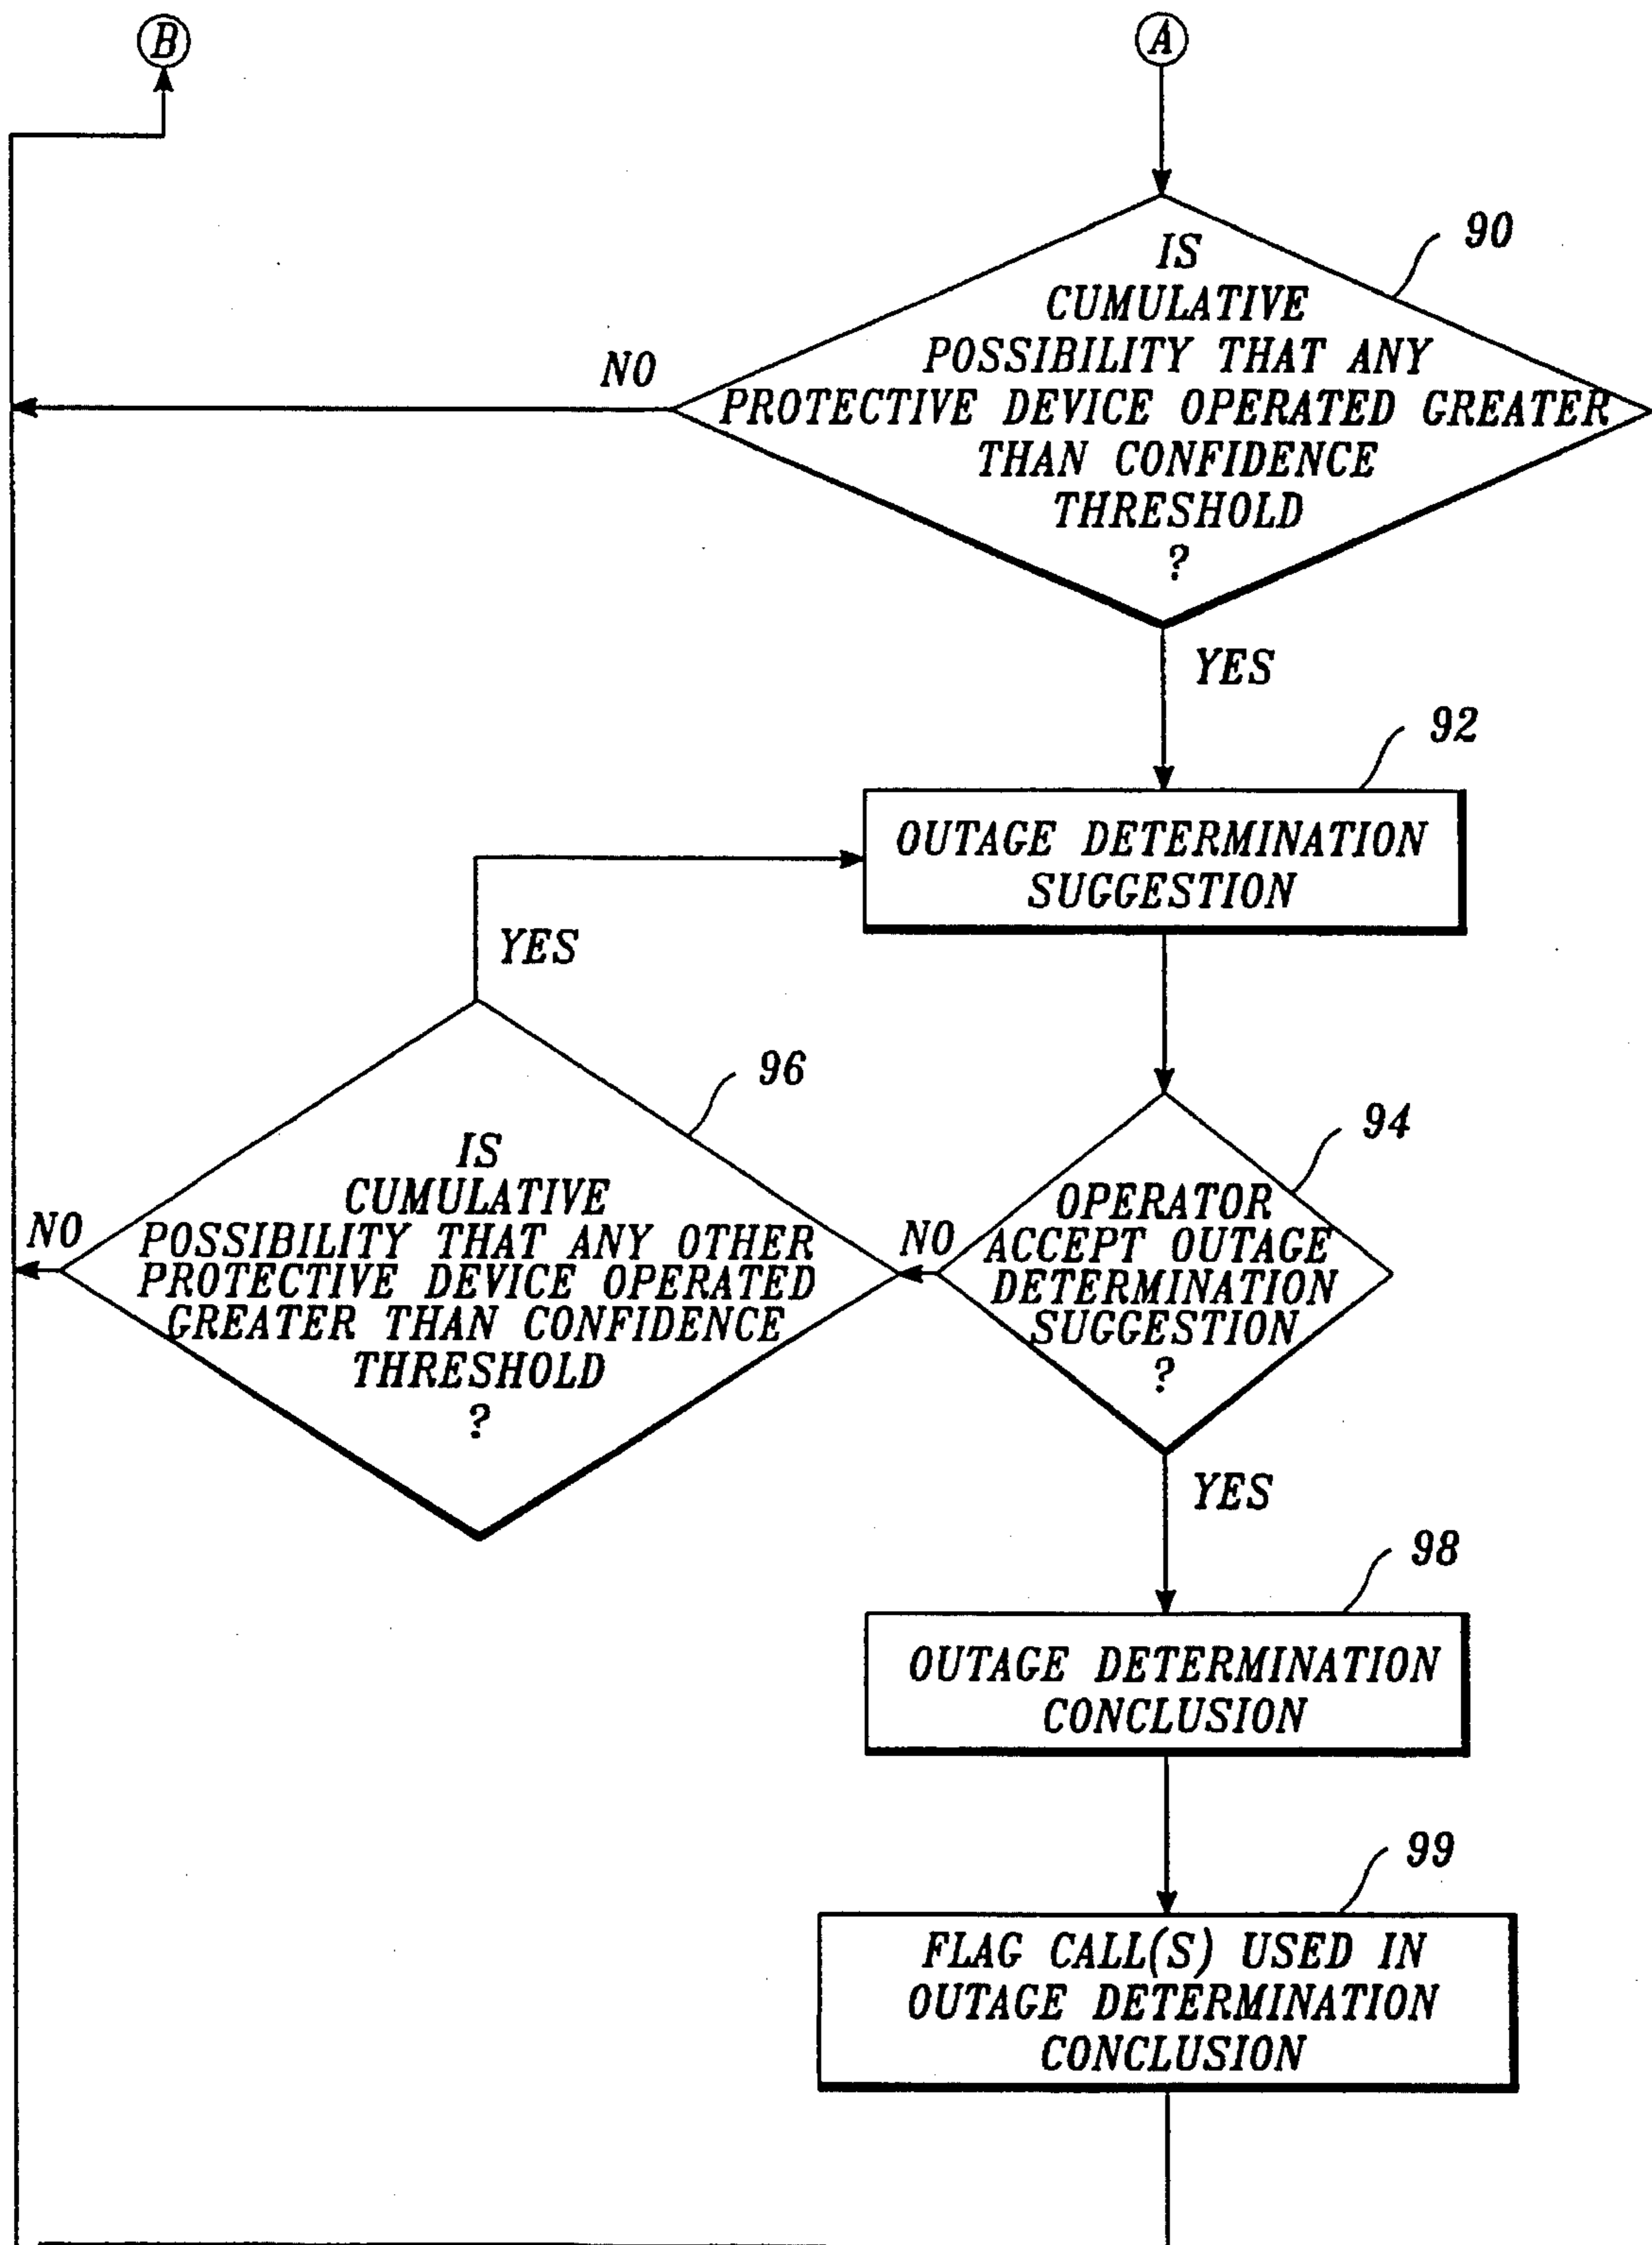 B
A
90
IS
CUMULATIVE
POSSIBILITY THAT ANY
PROTECTIVE DEVICE OPERATED GREATER
THAN CONFIDENCE
THRESHOLD
?
NO
YES
92
OUTAGE DETERMINATION
SUGGESTION
YES
96
IS
CUMULATIVE
POSSIBILITY THAT ANY OTHER
PROTECTIVE DEVICE OPERATED
GREATER THAN CONFIDENCE
THRESHOLD
?
NO
94
OPERATOR
ACCEPT OUTAGE
DETERMINATION
SUGGESTION
?
NO
YES
98
OUTAGE DETERMINATION
CONCLUSION
99
FLAG CALL(S) USED IN
OUTAGE DETERMINATION
CONCLUSION